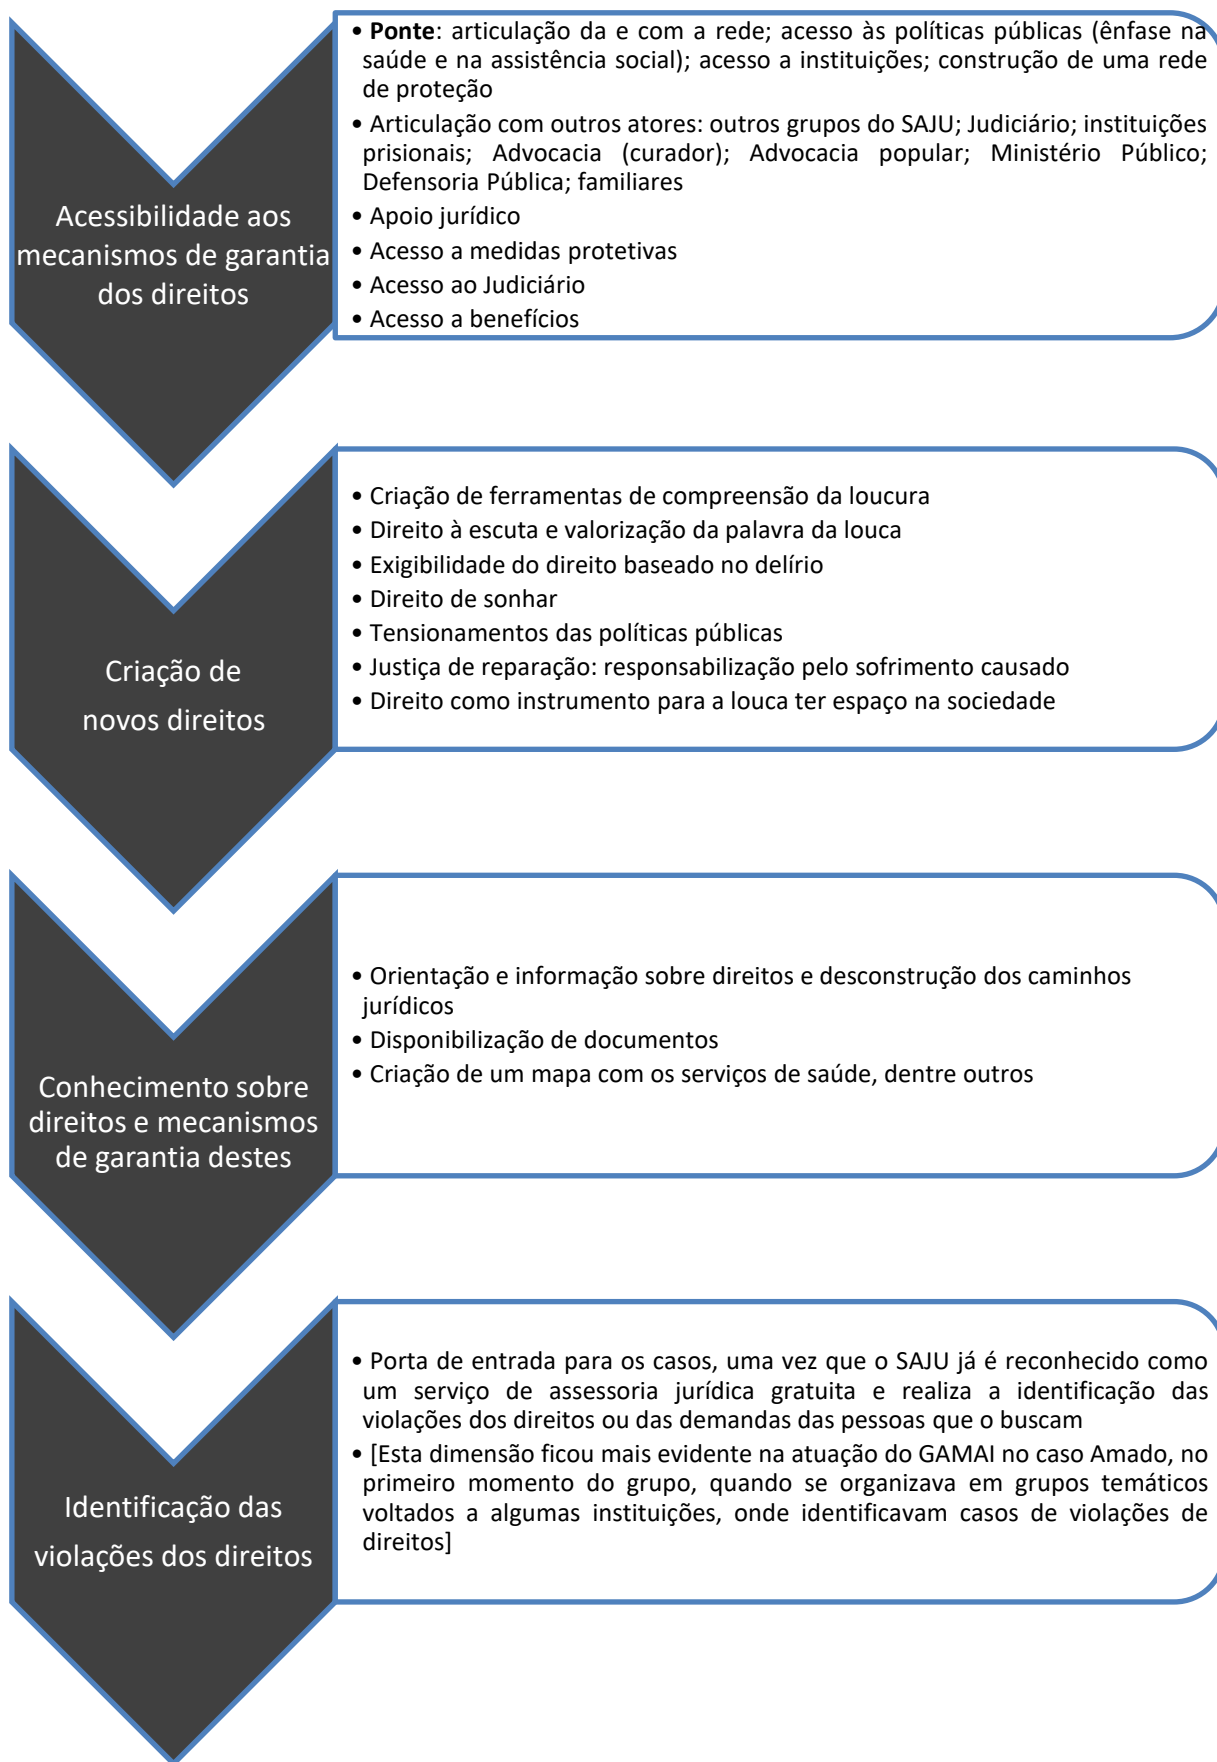 Acessibilidade aos
mecanismos de garantia
dos direitos
• Ponte: articulação da e com a rede; acesso às políticas públicas (ênfase na
saúde e na assistência social); acesso a instituições; construção de uma rede
de proteção
• Articulação com outros atores: outros grupos do SAJU; Judiciário; instituições
prisionais; Advocacia (curador); Advocacia popular; Ministério Público;
Defensoria Pública; familiares
• Apoio jurídico
• Acesso a medidas protetivas
• Acesso ao Judiciário
• Acesso a benefícios
Criação de
novos direitos
• Criação de ferramentas de compreensão da loucura
• Direito à escuta e valorização da palavra da louca
• Exigibilidade do direito baseado no delírio
• Direito de sonhar
• Tensionamentos das políticas públicas
• Justiça de reparação: responsabilização pelo sofrimento causado
• Direito como instrumento para a louca ter espaço na sociedade
Conhecimento sobre
direitos e mecanismos
de garantia destes
• Orientação e informação sobre direitos e desconstrução dos caminhos
jurídicos
• Disponibilização de documentos
• Criação de um mapa com os serviços de saúde, dentre outros
Identificação das
violações dos direitos
• Porta de entrada para os casos, uma vez que o SAJU já é reconhecido como
um serviço de assessoria jurídica gratuita e realiza a identificação das
violações dos direitos ou das demandas das pessoas que o buscam
• [Esta dimensão ficou mais evidente na atuação do GAMAI no caso Amado, no
primeiro momento do grupo, quando se organizava em grupos temáticos
voltados a algumas instituições, onde identificavam casos de violações de
direitos]